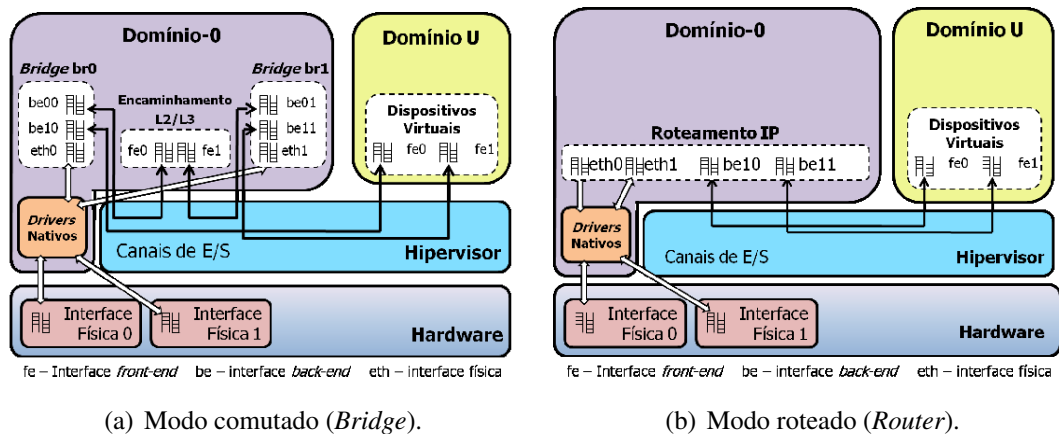 Domínio-0
Bridge br0
Bridge br1
be00
be10
eth0
Encaminhamento
L2/L3
fe0
fe1
be01
be11
eth1
Domínio U
Dispositivos
Virtuais
fe0
fe1
Drivers
Nativos
Canais de E/S
Hipervisor
Interface
Física 0
Interface
Física 1
Hardware
fe – Interface front-end be – interface back-end eth – interface física
(a) Modo comutado (Bridge).
Domínio-0
Roteamento IP
eth0
eth1
be10
be11
Domínio U
Dispositivos
Virtuais
fe0
fe1
Drivers
Nativos
Canais de E/S
Hipervisor
Interface
Física 0
Interface
Física 1
Hardware
fe – Interface front-end be – interface back-end eth – interface física
(b) Modo roteado (Router).